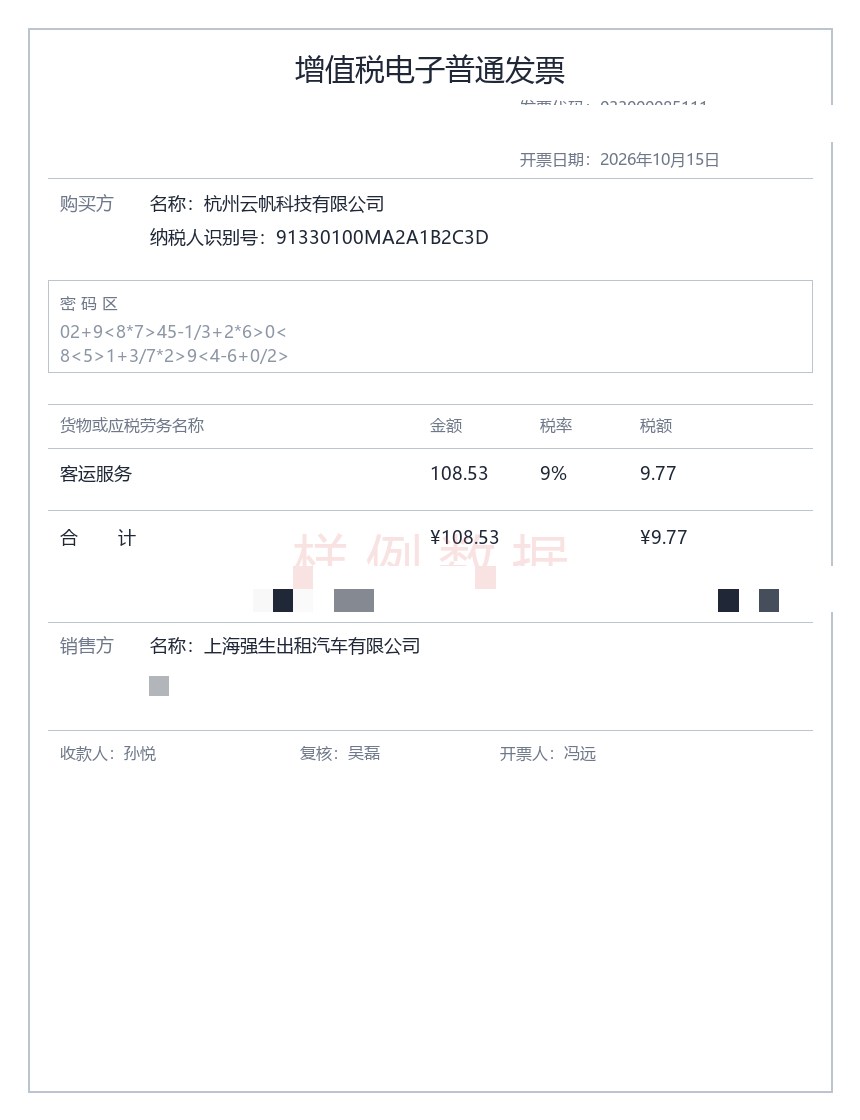 增值税电子普通发票
开票日期：2026年10月15日
购买方 名称：杭州云帆科技有限公司
纳税人识别号：91330100MA2A1B2C3D
密 码 区
02+9<8*7>45-1/3+2*6>0<
8<5>1+3/7*2>9<4-6+0/2>
货物或应税劳务名称 金额 税率 税额
客运服务 108.53 9% 9.77
合 计 ¥108.53 ¥9.77
样例数据
销售方 名称：上海强生出租汽车有限公司
收款人：孙悦 复核：吴磊 开票人：冯远